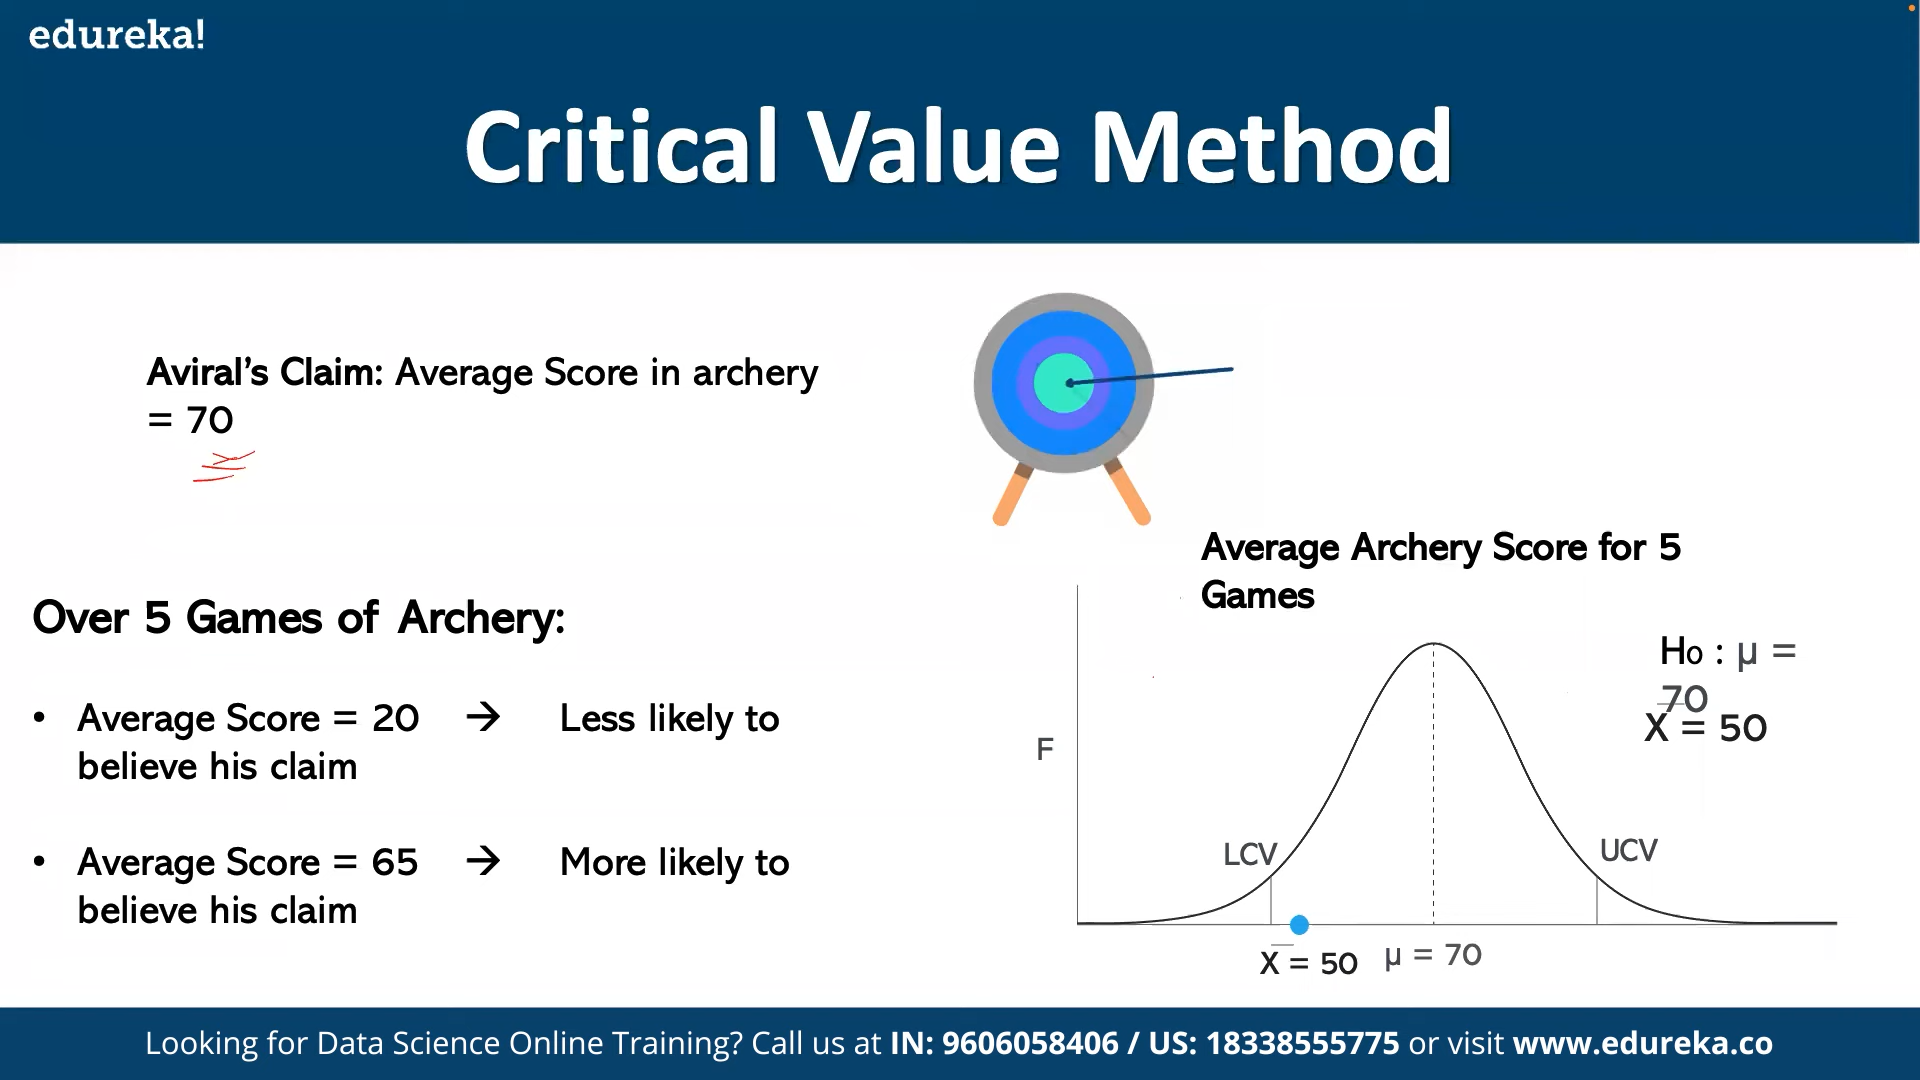 edureka!
Critical Value Method
Aviral's Claim: Average Score in archery
= 70
Average Archery Score for 5
Games
Over 5 Games of Archery:
• Average Score = 20 → Less likely to
believe his claim
• Average Score = 65 → More likely to
believe his claim
H₀ : μ =
70
X̅ = 50
F
LCV
UCV
X̅ = 50
μ = 70
Looking for Data Science Online Training? Call us at IN: 9606058406 / US: 18338555775 or visit www.edureka.co